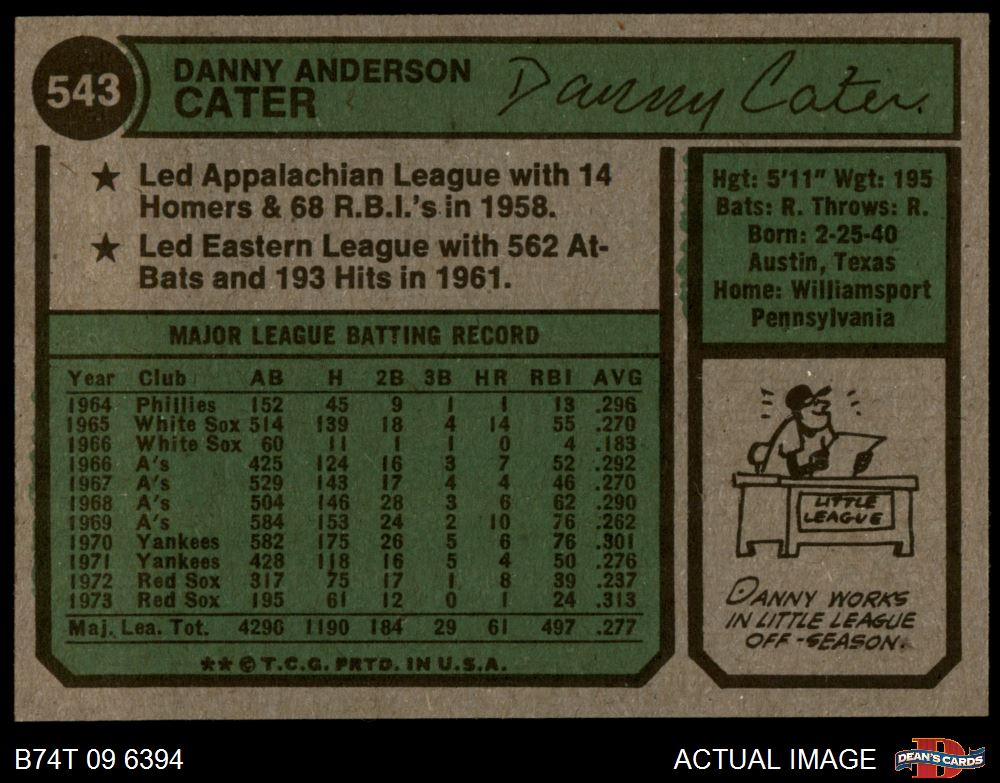 543
DANNY ANDERSON
CATER
Danny Cater
★ Led Appalachian League with 14
Homers & 68 R.B.I.'s in 1958.
★ Led Eastern League with 562 At-
Bats and 193 Hits in 1961.
MAJOR LEAGUE BATTING RECORD
Year Club AB H 2B 3B HR RBI AVG
1964 Phillies 152 45 9 1 1 13 .296
1965 White Sox 514 139 18 4 14 55 .270
1966 White Sox 60 11 1 1 0 4 .183
1966 A's 425 124 16 3 7 52 .292
1967 A's 529 143 17 4 4 46 .270
1968 A's 504 146 28 3 6 62 .290
1969 A's 584 153 24 2 10 76 .262
1970 Yankees 582 175 26 5 6 76 .301
1971 Yankees 428 118 16 5 4 50 .276
1972 Red Sox 317 75 17 1 8 39 .237
1973 Red Sox 195 61 12 0 1 24 .313
Maj. Lea. Tot. 4290 1190 184 29 61 497 .277
★★ © T.C.G. PRTD. IN U.S.A.
Hgt: 5'11" Wgt: 195
Bats: R. Throws: R.
Born: 2-25-40
Austin, Texas
Home: Williamsport
Pennsylvania
LITTLE
LEAGUE
DANNY WORKS
IN LITTLE LEAGUE
OFF-SEASON.
B74T 09 6394
ACTUAL IMAGE
D
DEAN'S CARDS